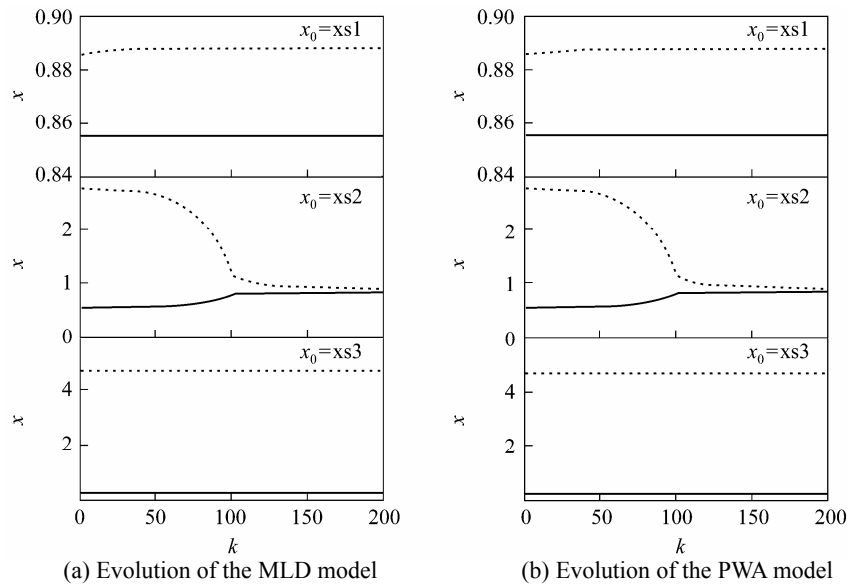 0.90
x₀=xs1
0.88
x
0.86
0.84
x₀=xs2
2
x
1
0
x₀=xs3
4
x
2
0 50 100 150 200
k
(a) Evolution of the MLD model
0.90
x₀=xs1
0.88
x
0.86
0.84
x₀=xs2
2
x
1
0
x₀=xs3
4
x
2
0 50 100 150 200
k
(b) Evolution of the PWA model